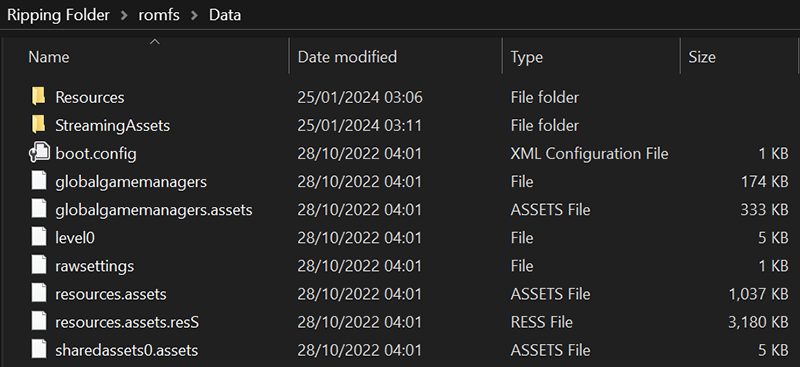 Ripping Folder > romfs > Data
Name Date modified Type Size
Resources 25/01/2024 03:06 File folder
StreamingAssets 25/01/2024 03:11 File folder
boot.config 28/10/2022 04:01 XML Configuration File 1 KB
globalgamemanagers 28/10/2022 04:01 File 174 KB
globalgamemanagers.assets 28/10/2022 04:01 ASSETS File 333 KB
level0 28/10/2022 04:01 File 5 KB
rawsettings 28/10/2022 04:01 File 1 KB
resources.assets 28/10/2022 04:01 ASSETS File 1,037 KB
resources.assets.resS 28/10/2022 04:01 RESS File 3,180 KB
sharedassets0.assets 28/10/2022 04:01 ASSETS File 5 KB